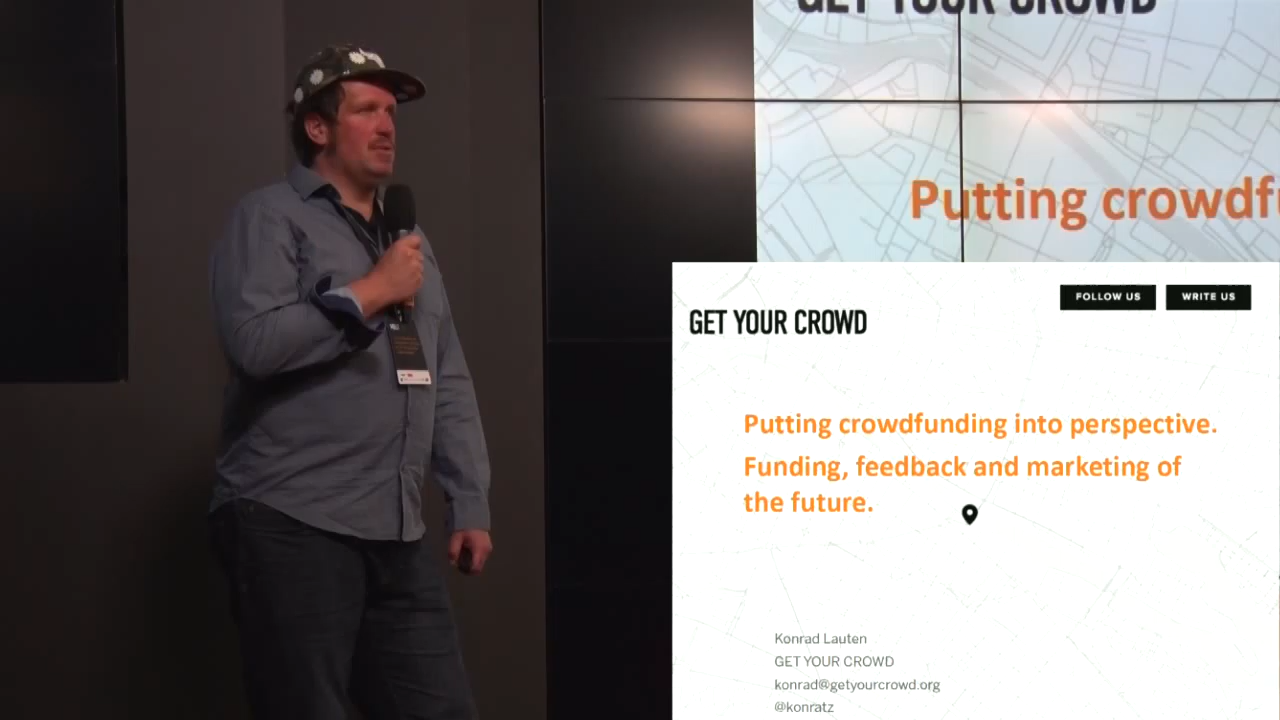 GET YOUR CROWD
Putting crowdfu
FOLLOW US
WRITE US
GET YOUR CROWD
Putting crowdfunding into perspective.
Funding, feedback and marketing of
the future.
Konrad Lauten
GET YOUR CROWD
konrad@getyourcrowd.org
@konratz